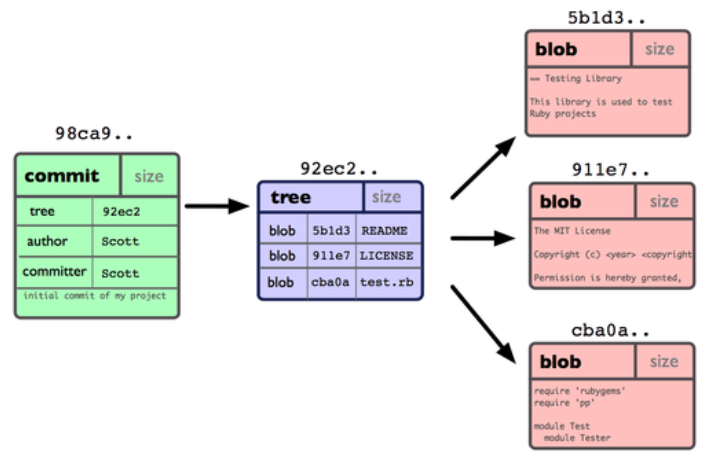 98ca9..
commit size
tree 92ec2
author Scott
committer Scott
initial commit of my project
92ec2..
tree size
blob 5b1d3 README
blob 911e7 LICENSE
blob cba0a test.rb
5b1d3..
blob size
== Testing Library
This library is used to test
Ruby projects
911e7..
blob size
The MIT License
Copyright (c) <year> <copyright
Permission is hereby granted,
cba0a..
blob size
require 'rubygems'
require 'pp'
module Test
module Tester